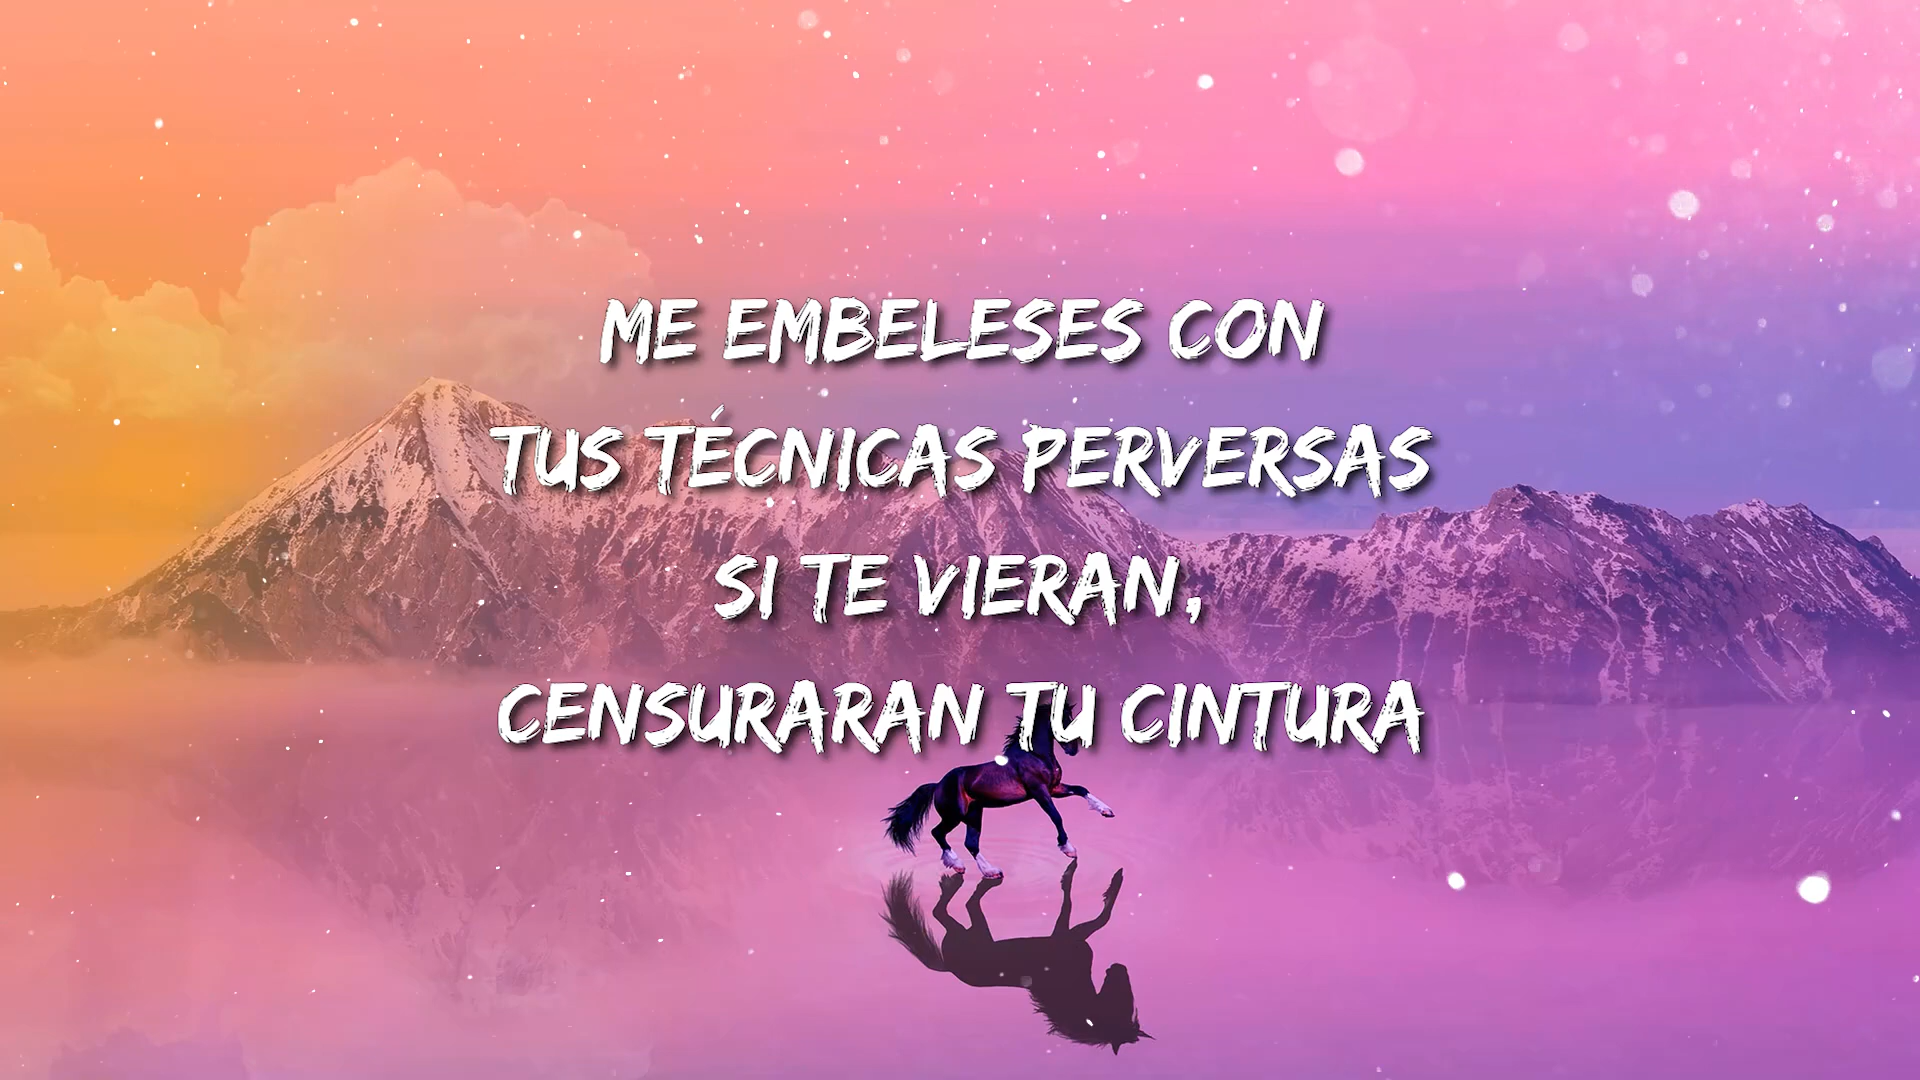 ME EMBELESES CON
TUS TÉCNICAS PERVERSAS
SI TE VIERAN,
CENSURARAN TU CINTURA